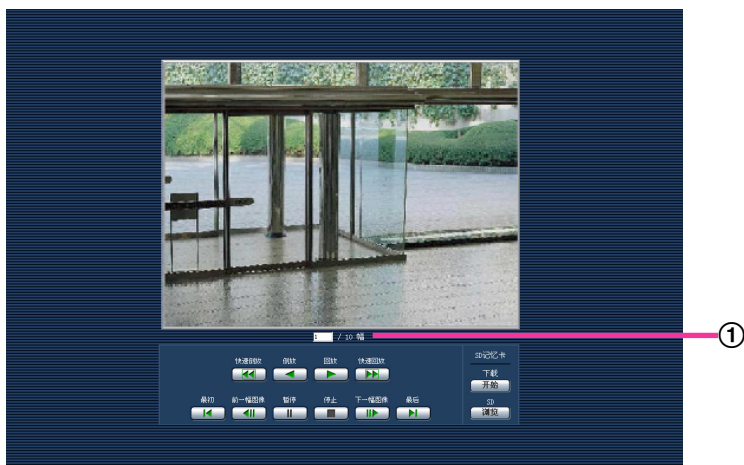 1 / 10 幅
①
快速倒放 倒放 回放 快速回放
SD记忆卡
下载
开始
最初 前一幅图像 暂停 停止 下一幅图像 最后
SD
浏览